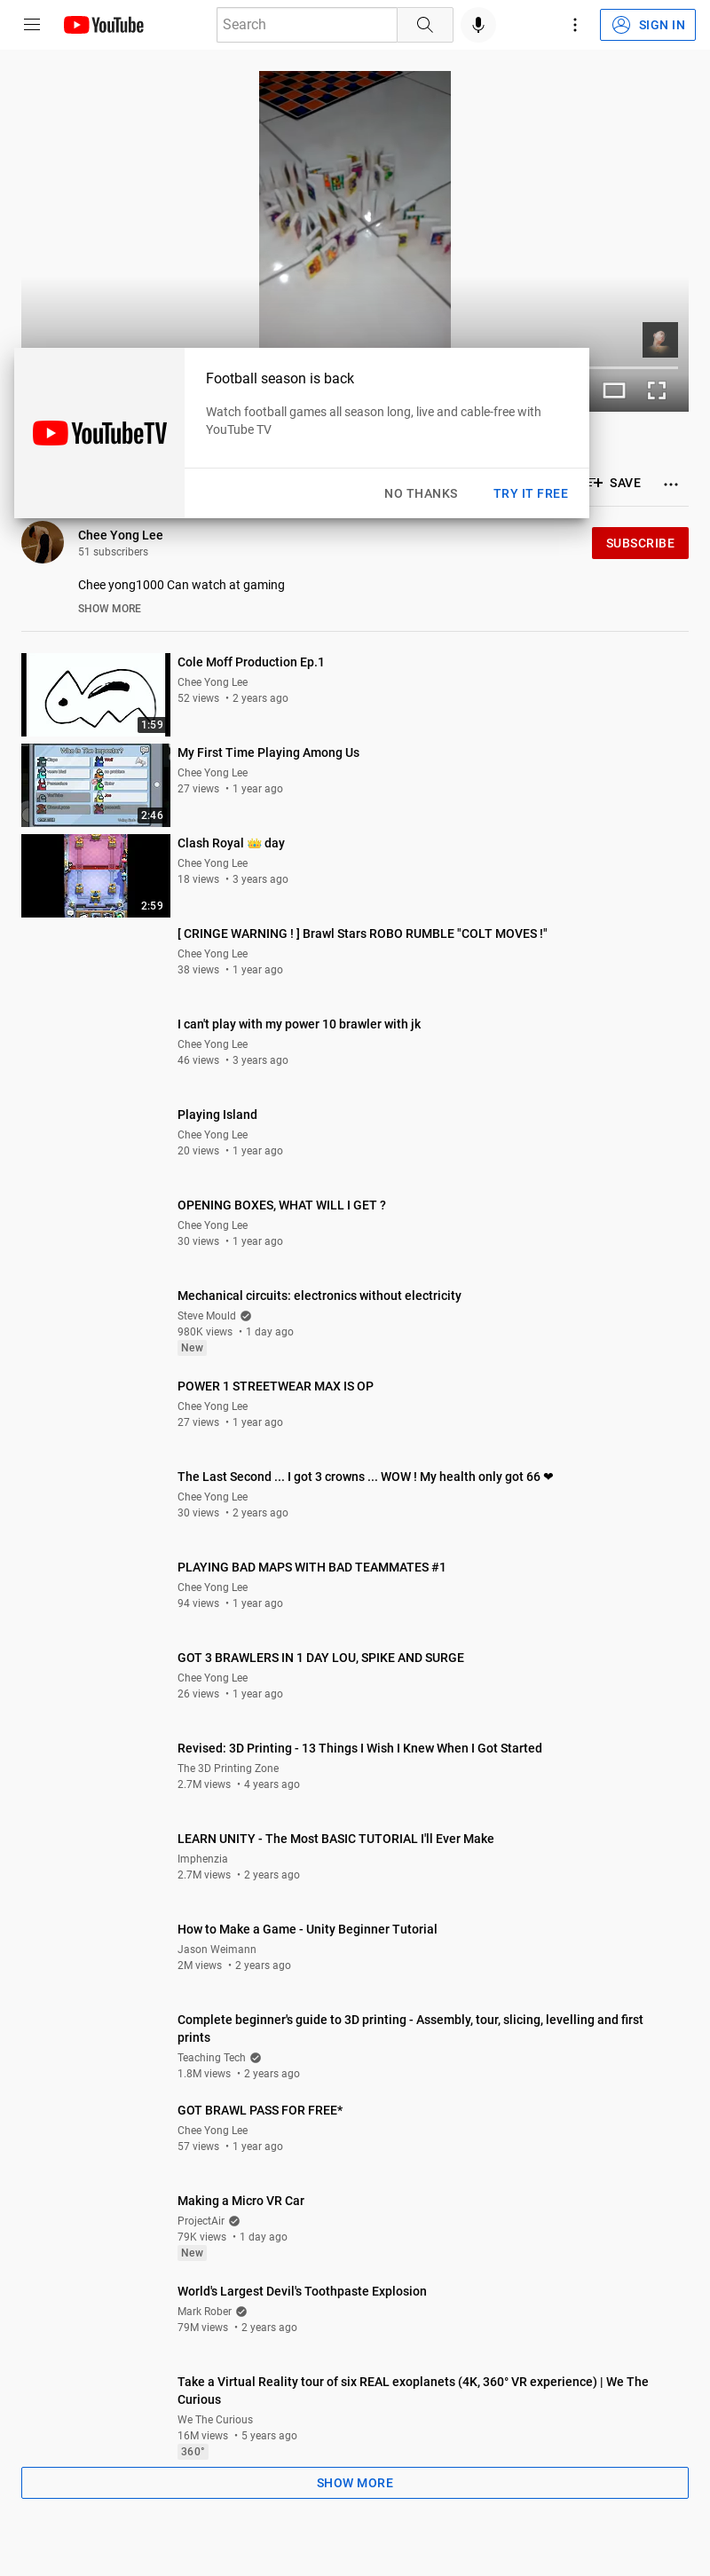 YouTube
Search
SIGN IN
YouTubeTV
Football season is back
Watch football games all season long, live and cable-free with
YouTube TV
NO THANKS
TRY IT FREE
SAVE
Chee Yong Lee
51 subscribers
SUBSCRIBE
Chee yong1000 Can watch at gaming
SHOW MORE
Cole Moff Production Ep.1
Chee Yong Lee
52 views • 2 years ago
1:59
Who Is The Impostor?
My First Time Playing Among Us
Chee Yong Lee
27 views • 1 year ago
2:46
Clash Royal 👑 day
Chee Yong Lee
18 views • 3 years ago
2:59
[ CRINGE WARNING ! ] Brawl Stars ROBO RUMBLE "COLT MOVES !"
Chee Yong Lee
38 views • 1 year ago
I can't play with my power 10 brawler with jk
Chee Yong Lee
46 views • 3 years ago
Playing Island
Chee Yong Lee
20 views • 1 year ago
OPENING BOXES, WHAT WILL I GET ?
Chee Yong Lee
30 views • 1 year ago
Mechanical circuits: electronics without electricity
Steve Mould
980K views • 1 day ago
New
POWER 1 STREETWEAR MAX IS OP
Chee Yong Lee
27 views • 1 year ago
The Last Second ... I got 3 crowns ... WOW ! My health only got 66 ❤
Chee Yong Lee
30 views • 2 years ago
PLAYING BAD MAPS WITH BAD TEAMMATES #1
Chee Yong Lee
94 views • 1 year ago
GOT 3 BRAWLERS IN 1 DAY LOU, SPIKE AND SURGE
Chee Yong Lee
26 views • 1 year ago
Revised: 3D Printing - 13 Things I Wish I Knew When I Got Started
The 3D Printing Zone
2.7M views • 4 years ago
LEARN UNITY - The Most BASIC TUTORIAL I'll Ever Make
Imphenzia
2.7M views • 2 years ago
How to Make a Game - Unity Beginner Tutorial
Jason Weimann
2M views • 2 years ago
Complete beginner's guide to 3D printing - Assembly, tour, slicing, levelling and first
prints
Teaching Tech
1.8M views • 2 years ago
GOT BRAWL PASS FOR FREE*
Chee Yong Lee
57 views • 1 year ago
Making a Micro VR Car
ProjectAir
79K views • 1 day ago
New
World's Largest Devil's Toothpaste Explosion
Mark Rober
79M views • 2 years ago
Take a Virtual Reality tour of six REAL exoplanets (4K, 360° VR experience) | We The
Curious
We The Curious
16M views • 5 years ago
360°
SHOW MORE